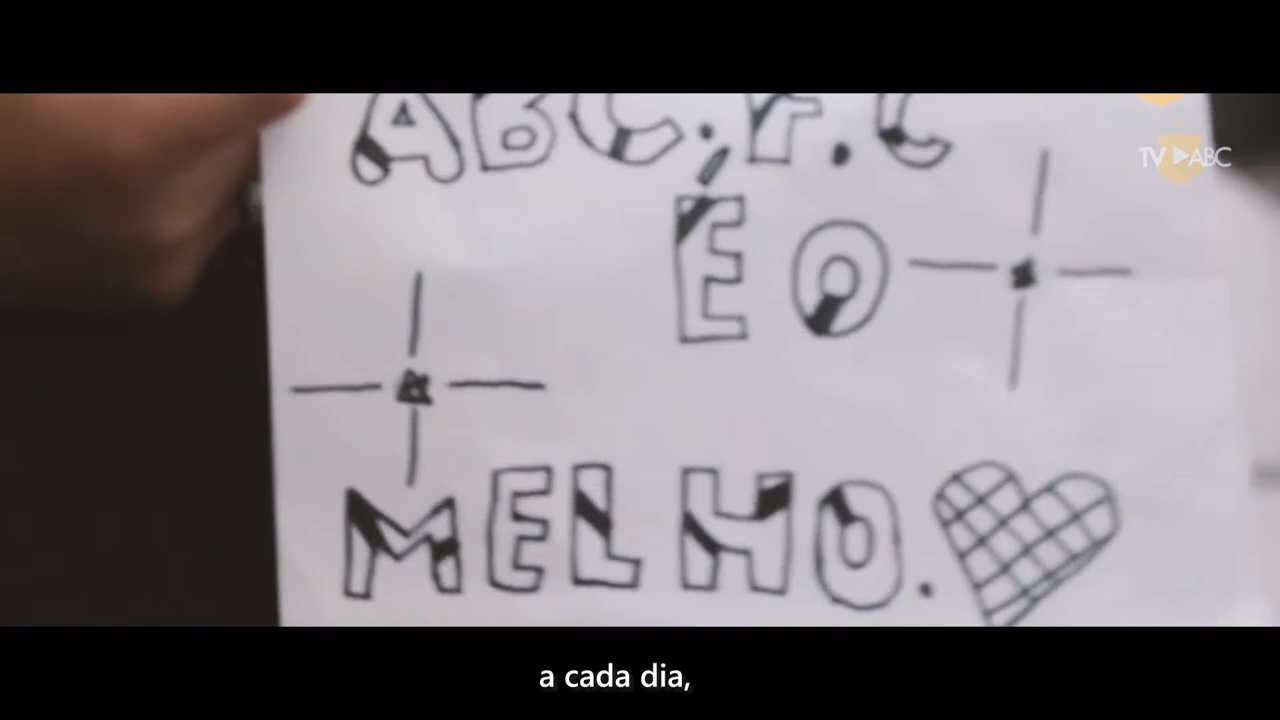 ABC.F.C
TV ABC
É O
MELHO.
a cada dia,